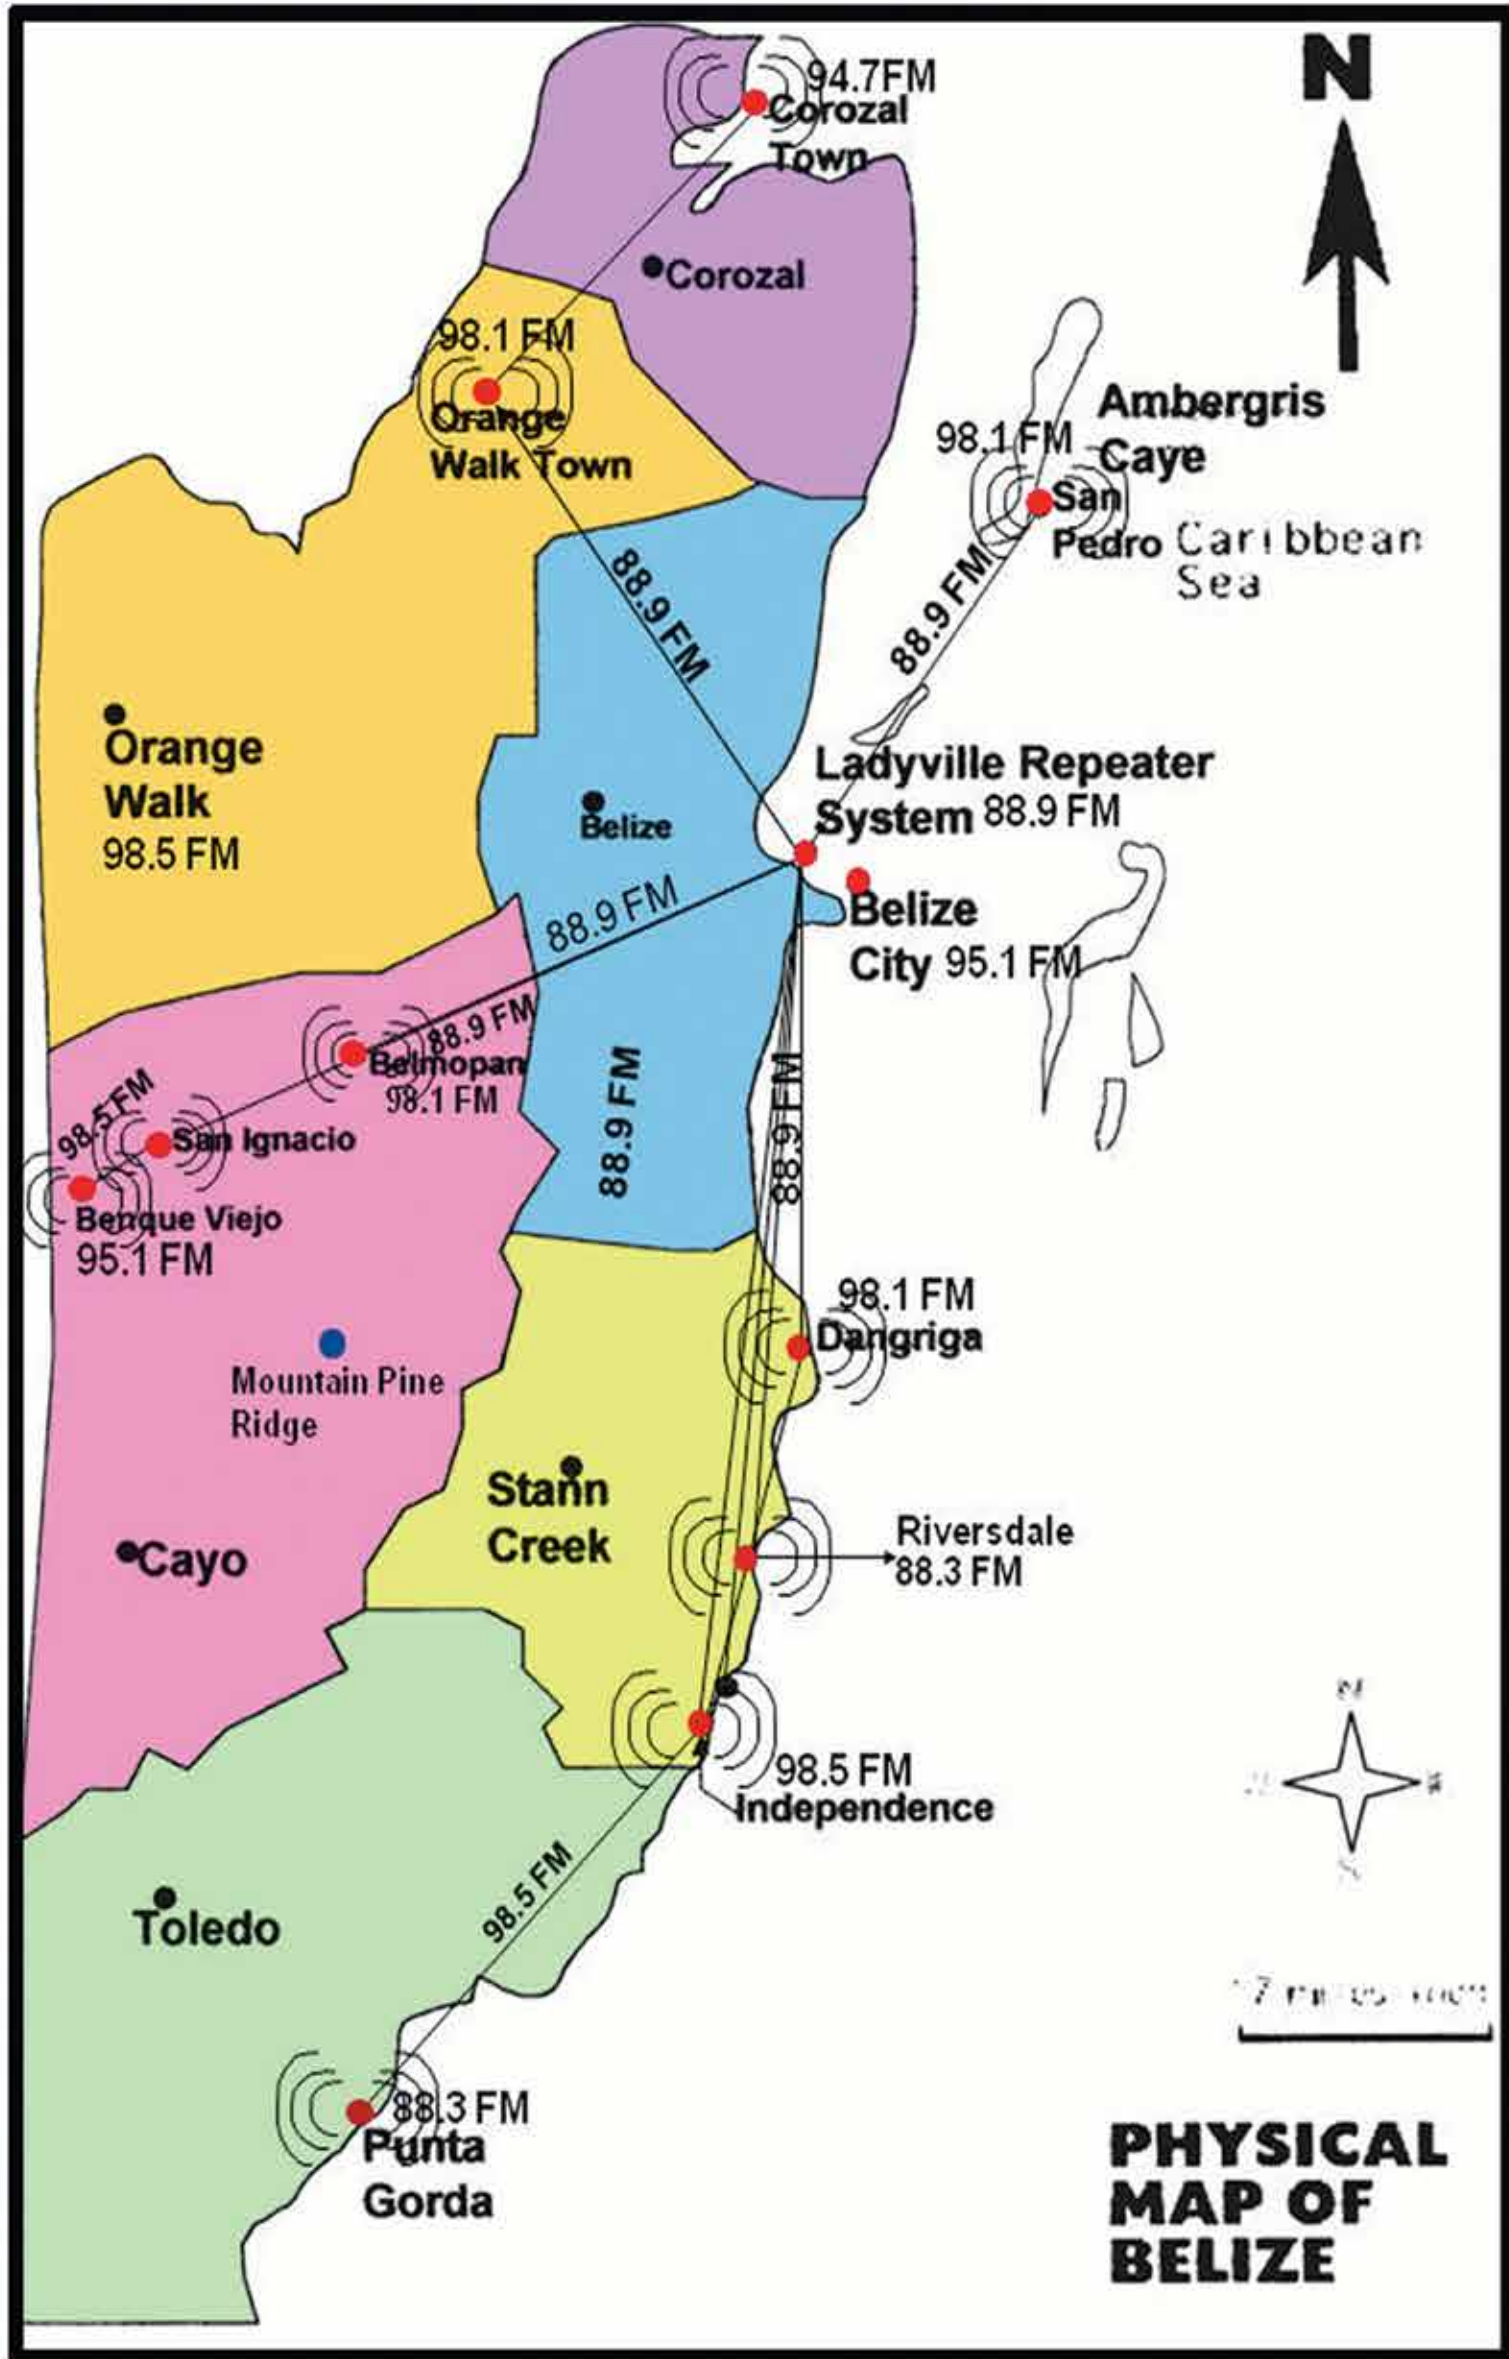 94.7FM
Corozal
Town
N
Corozal
98.1 FM
Orange
Walk Town
Ambergris
Caye
98.1 FM
San
Pedro
Caribbean
Sea
88.9 FM
88.9 FM
Orange
Walk
98.5 FM
Belize
Ladyville Repeater
System 88.9 FM
88.9 FM
Belize
City 95.1 FM
88.9 FM
Belmopan
98.1 FM
98.5 FM
San Ignacio
Benque Viejo
95.1 FM
88.9 FM
88.9 FM
98.1 FM
Dangriga
Mountain Pine
Ridge
Stann
Creek
Riversdale
88.3 FM
Cayo
98.5 FM
Independence
98.5 FM
Toledo
88.3 FM
Punta
Gorda
PHYSICAL
MAP OF
BELIZE